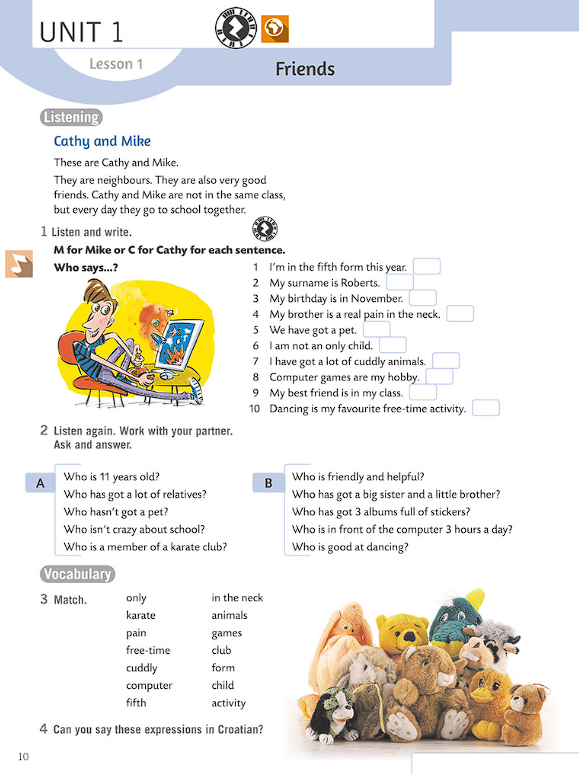 UNIT 1
Lesson 1
Friends
Listening
Cathy and Mike
These are Cathy and Mike.
They are neighbours. They are also very good
friends. Cathy and Mike are not in the same class,
but every day they go to school together.
1 Listen and write.
M for Mike or C for Cathy for each sentence.
Who says...?
1 I'm in the fifth form this year.
2 My surname is Roberts.
3 My birthday is in November.
4 My brother is a real pain in the neck.
5 We have got a pet.
6 I am not an only child.
7 I have got a lot of cuddly animals.
8 Computer games are my hobby.
9 My best friend is in my class.
10 Dancing is my favourite free-time activity.
2 Listen again. Work with your partner.
Ask and answer.
A
Who is 11 years old?
Who has got a lot of relatives?
Who hasn't got a pet?
Who isn't crazy about school?
Who is a member of a karate club?
B
Who is friendly and helpful?
Who has got a big sister and a little brother?
Who has got 3 albums full of stickers?
Who is in front of the computer 3 hours a day?
Who is good at dancing?
Vocabulary
3 Match.
only in the neck
karate animals
pain games
free-time club
cuddly form
computer child
fifth activity
4 Can you say these expressions in Croatian?
10